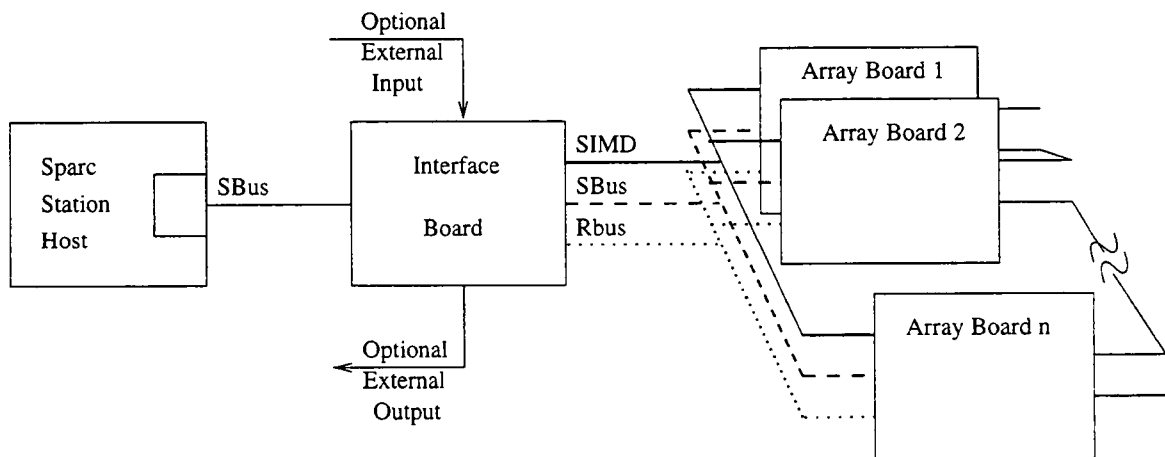 Optional
External
Input
Sparc
Station
Host
SBus
Interface
Board
SIMD
SBus
Rbus
Optional
External
Output
Array Board 1
Array Board 2
Array Board n